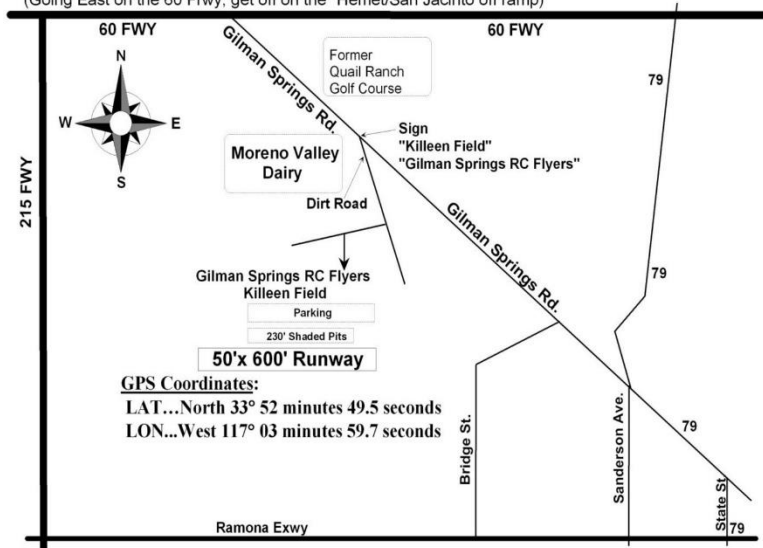 (Going East on the 60 Frwy, get off on the "Hemet/San Jacinto off ramp)
60 FWY
60 FWY
Gilman Springs Rd.
Former
Quail Ranch
Golf Course
79
N
W
E
S
Sign
"Killeen Field"
"Gilman Springs RC Flyers"
Moreno Valley
Dairy
Dirt Road
215 FWY
Gilman Springs Rd.
79
Gilman Springs RC Flyers
Killeen Field
Parking
230' Shaded Pits
50'x 600' Runway
GPS Coordinates:
LAT...North 33° 52 minutes 49.5 seconds
LON...West 117° 03 minutes 59.7 seconds
Bridge St.
Sanderson Ave.
79
State St
79
Ramona Exwy